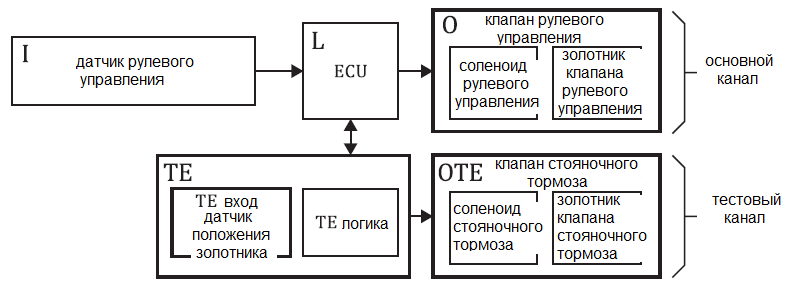 I
датчик рулевого
управления
L
ECU
O
клапан рулевого
управления
соленоид
рулевого
управления
золотник
клапана
рулевого
управления
основной
канал
TE
TE вход
датчик
положения
золотника
TE логика
OTE
клапан стояночного
тормоза
соленоид
стояночного
тормоза
золотник
клапана
стояночного
тормоза
тестовый
канал